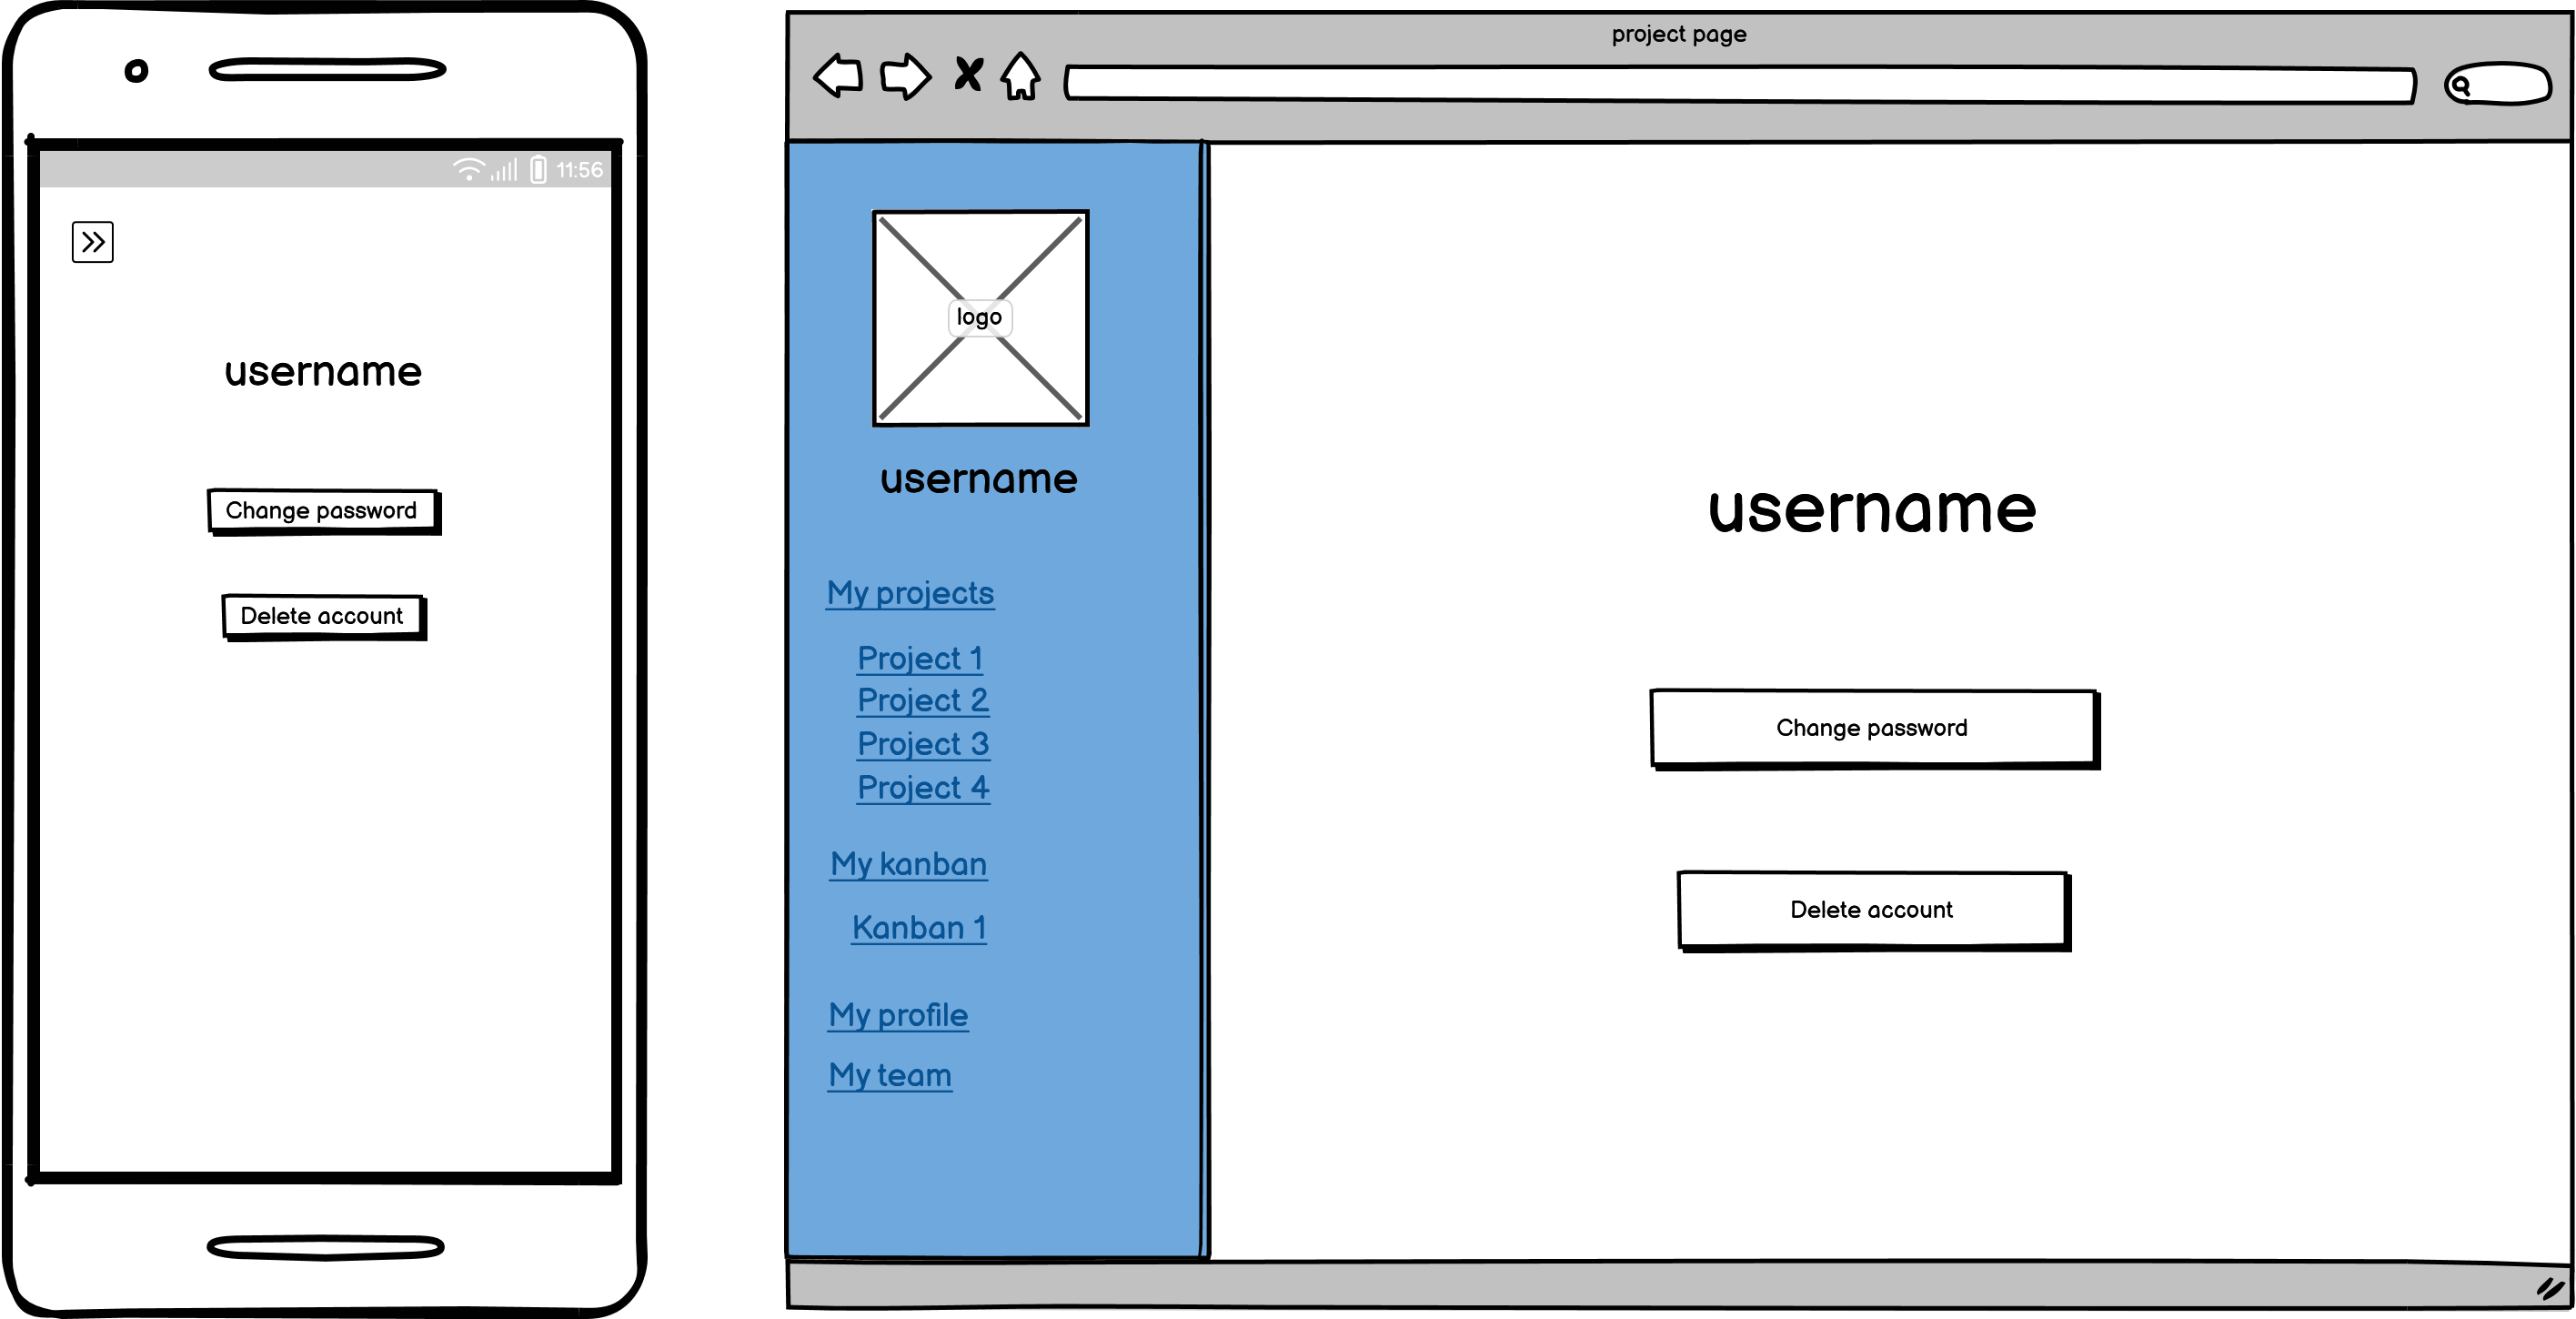 11:56
username
Change password
Delete account
project page
logo
username
My projects
Project 1
Project 2
Project 3
Project 4
My kanban
Kanban 1
My profile
My team
username
Change password
Delete account